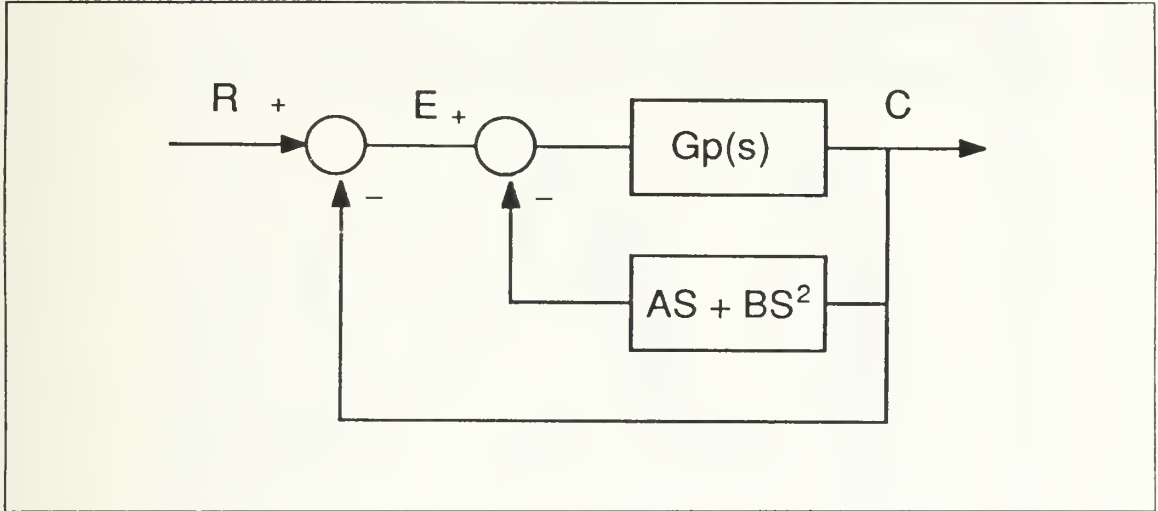 R + E + C
Gp(s)
− −
AS + BS²